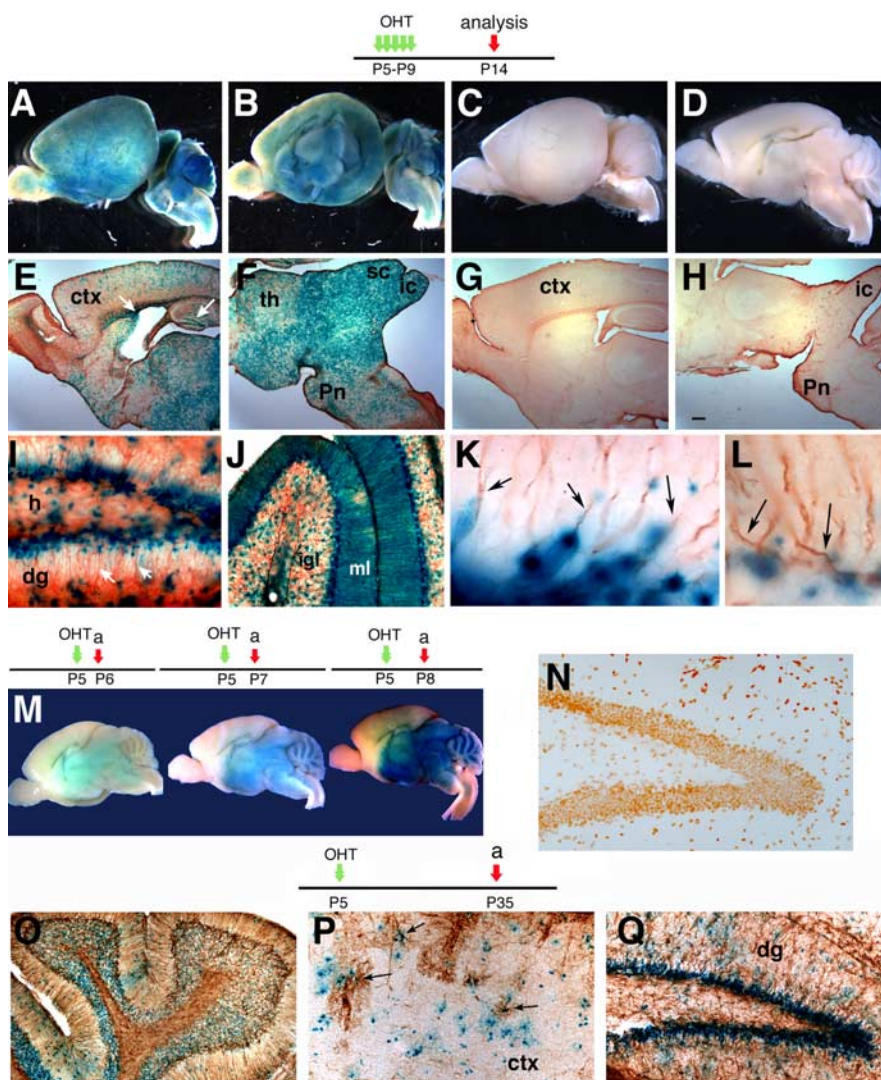 OHT analysis
P5-P9 P14
A B C D
E ctx F th sc ic Pn G ctx H ic Pn
I h dg J igl ml K L
OHT a OHT a OHT a
P5 P6 P5 P7 P5 P8
M N
OHT a
P5 P35
O P ctx Q dg